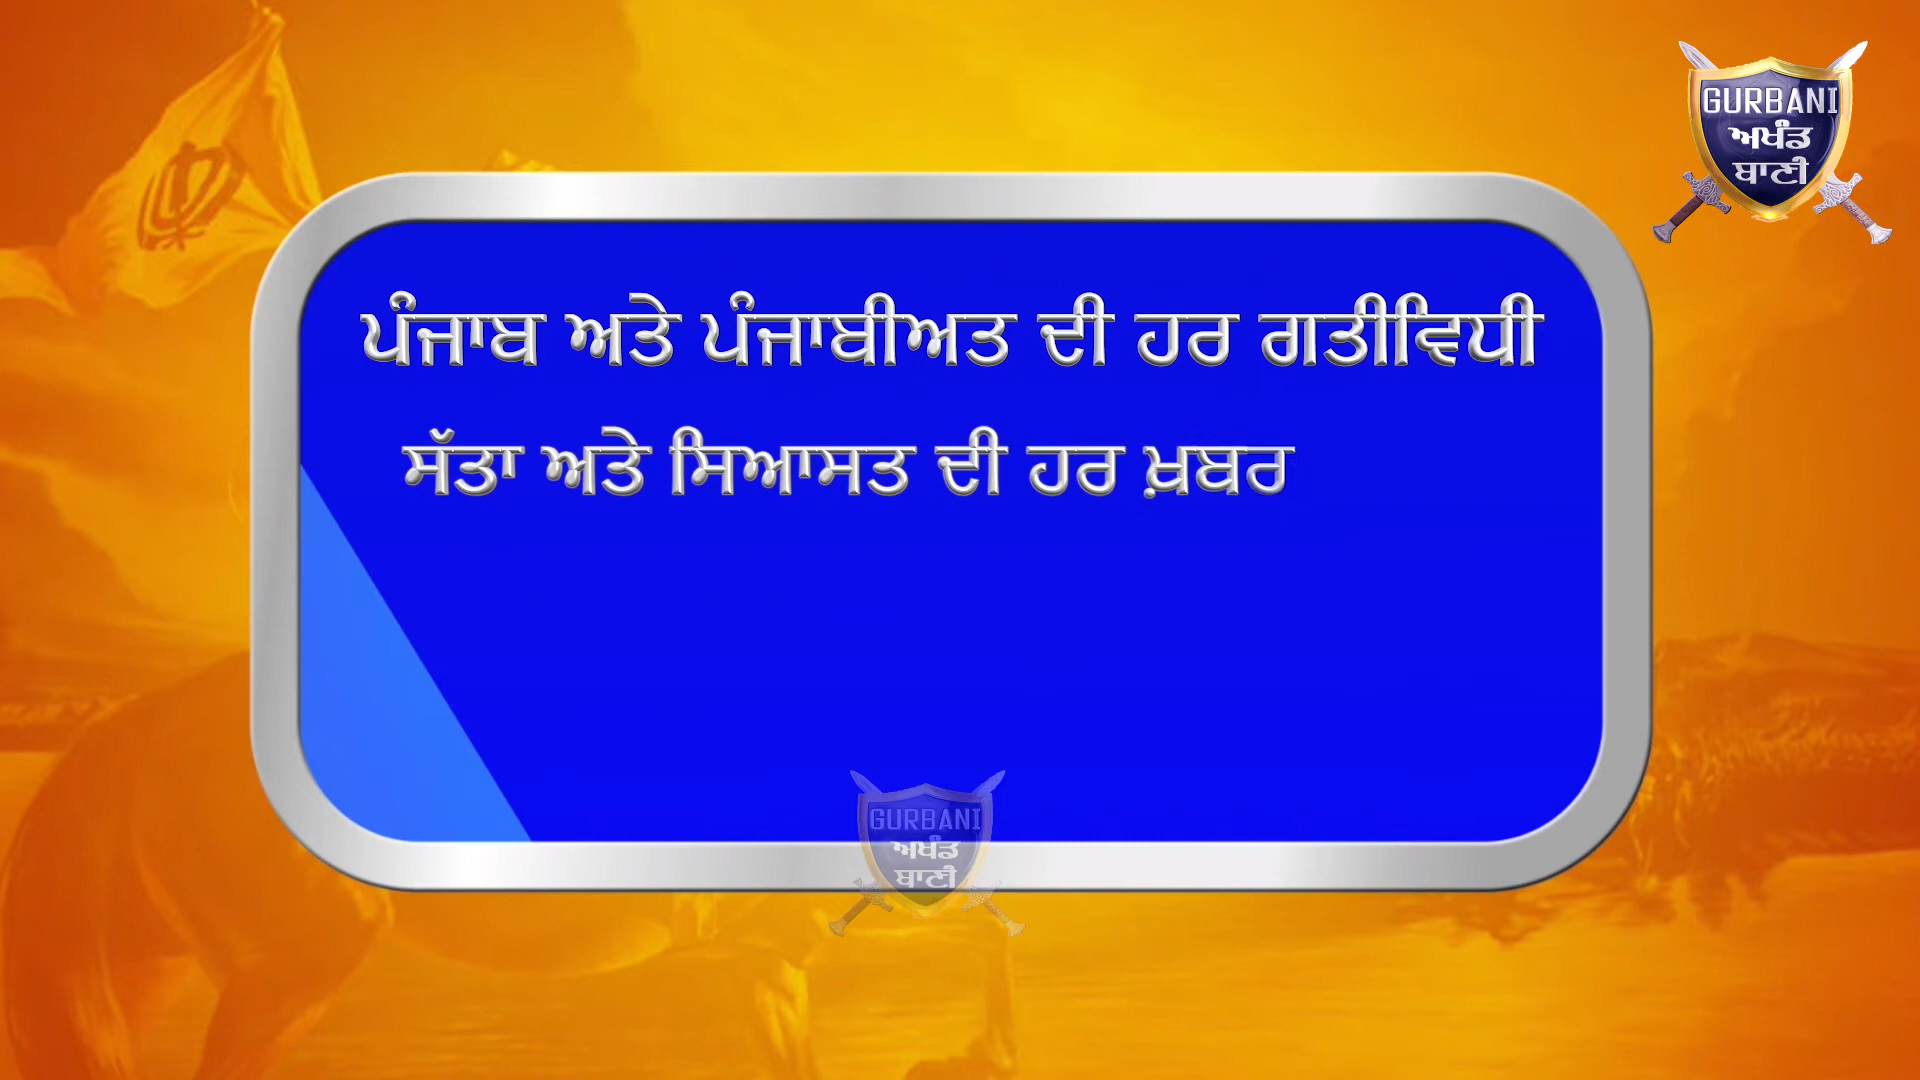 GURBANI
ਅਖੰਡ
ਬਾਣੀ
ਪੰਜਾਬ ਅਤੇ ਪੰਜਾਬੀਅਤ ਦੀ ਹਰ ਗਤੀਵਿਧੀ
ਸੱਤਾ ਅਤੇ ਸਿਆਸਤ ਦੀ ਹਰ ਖ਼ਬਰ
GURBANI
ਅਖੰਡ
ਬਾਣੀ